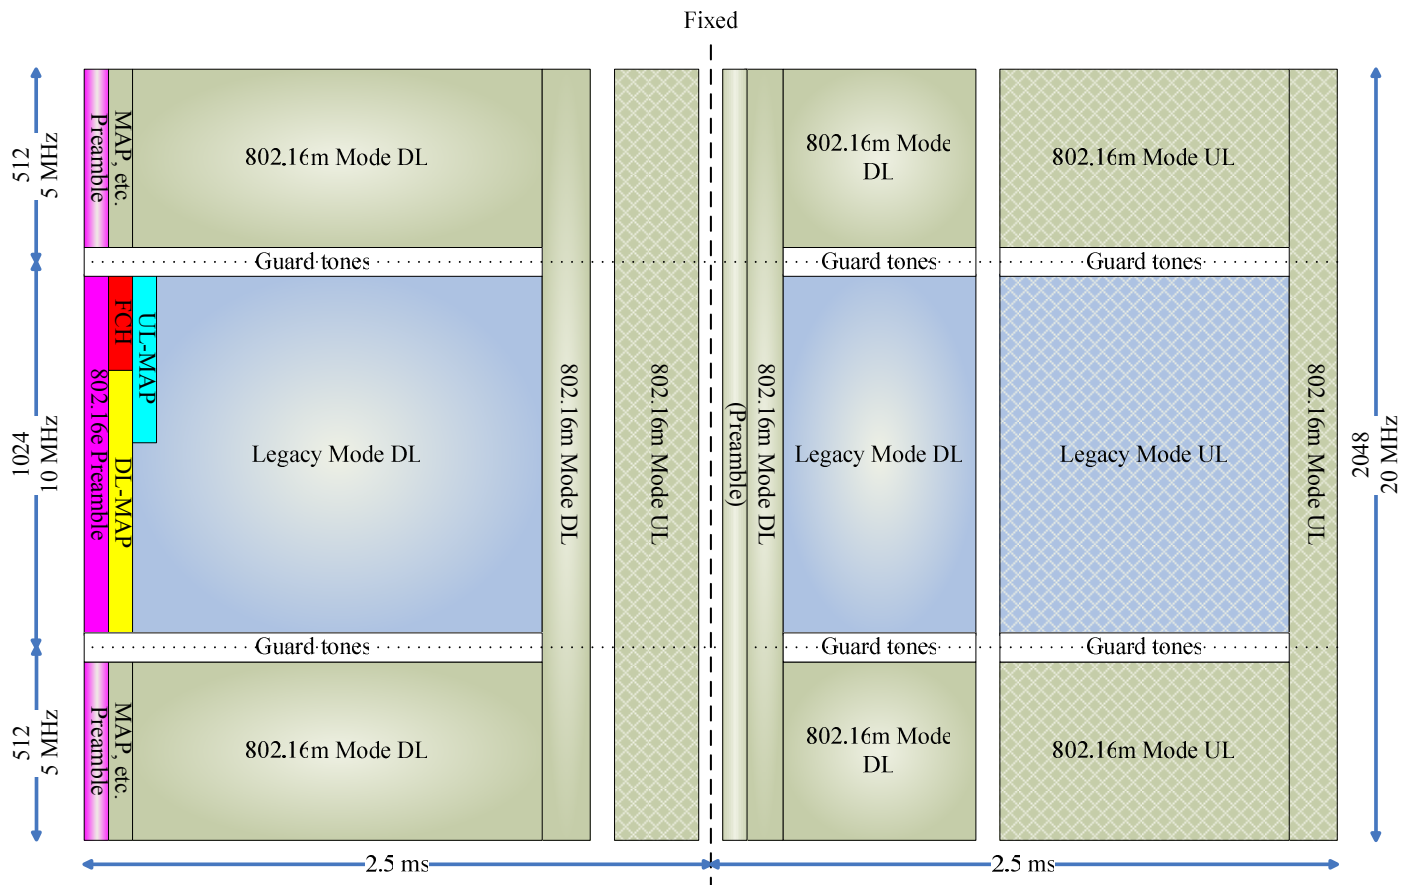 Fixed
512
5 MHz
Preamble
MAP, etc.
802.16m Mode DL
802.16m Mode
DL
802.16m Mode UL
Guard tones
Guard tones
Guard tones
1024
10 MHz
802.16e Preamble
FCH
DL-MAP
UL-MAP
Legacy Mode DL
802.16m Mode DL
802.16m Mode UL
(Preamble)
802.16m Mode DL
Legacy Mode DL
Legacy Mode UL
802.16m Mode UL
2048
20 MHz
Guard tones
Guard tones
Guard tones
512
5 MHz
Preamble
MAP, etc.
802.16m Mode DL
802.16m Mode
DL
802.16m Mode UL
2.5 ms
2.5 ms